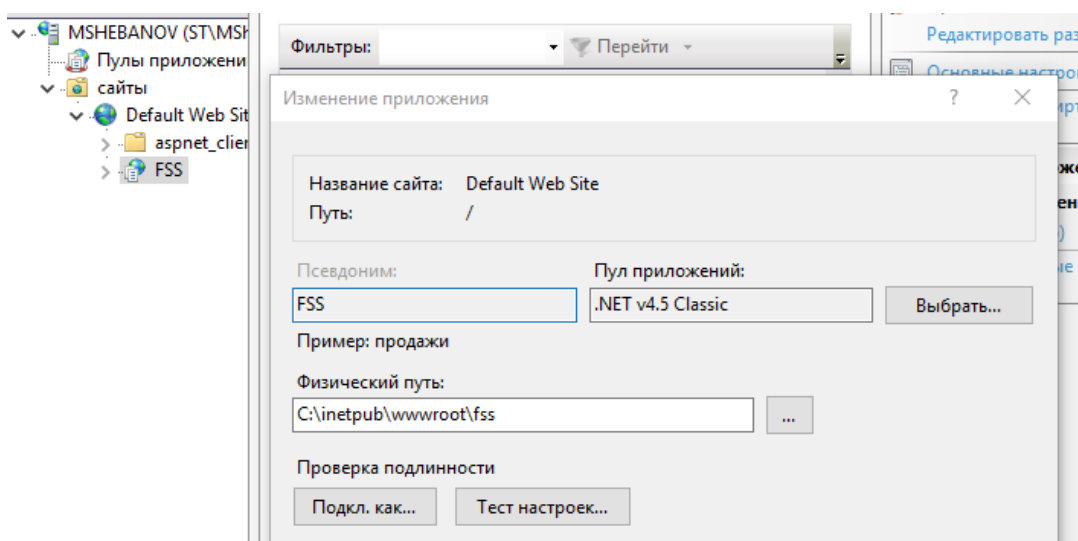 MSHEBANOV (ST\MSH
Пулы приложени
сайты
Default Web Sit
aspnet_clien
FSS
Фильтры:
Перейти
Редактировать раз
Основные настро
Изменение приложения
?
Название сайта: Default Web Site
Путь: /
Псевдоним:
Пул приложений:
FSS
.NET v4.5 Classic
Выбрать...
Пример: продажи
Физический путь:
C:\inetpub\wwwroot\fss
...
Проверка подлинности
Подкл. как...
Тест настроек...